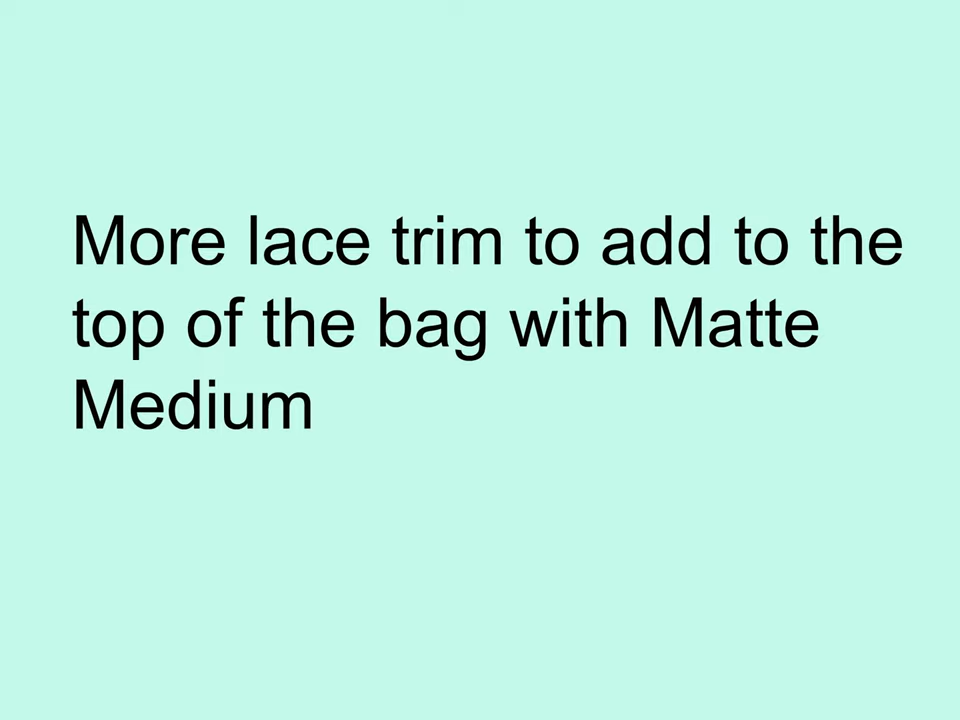 More lace trim to add to the
top of the bag with Matte
Medium